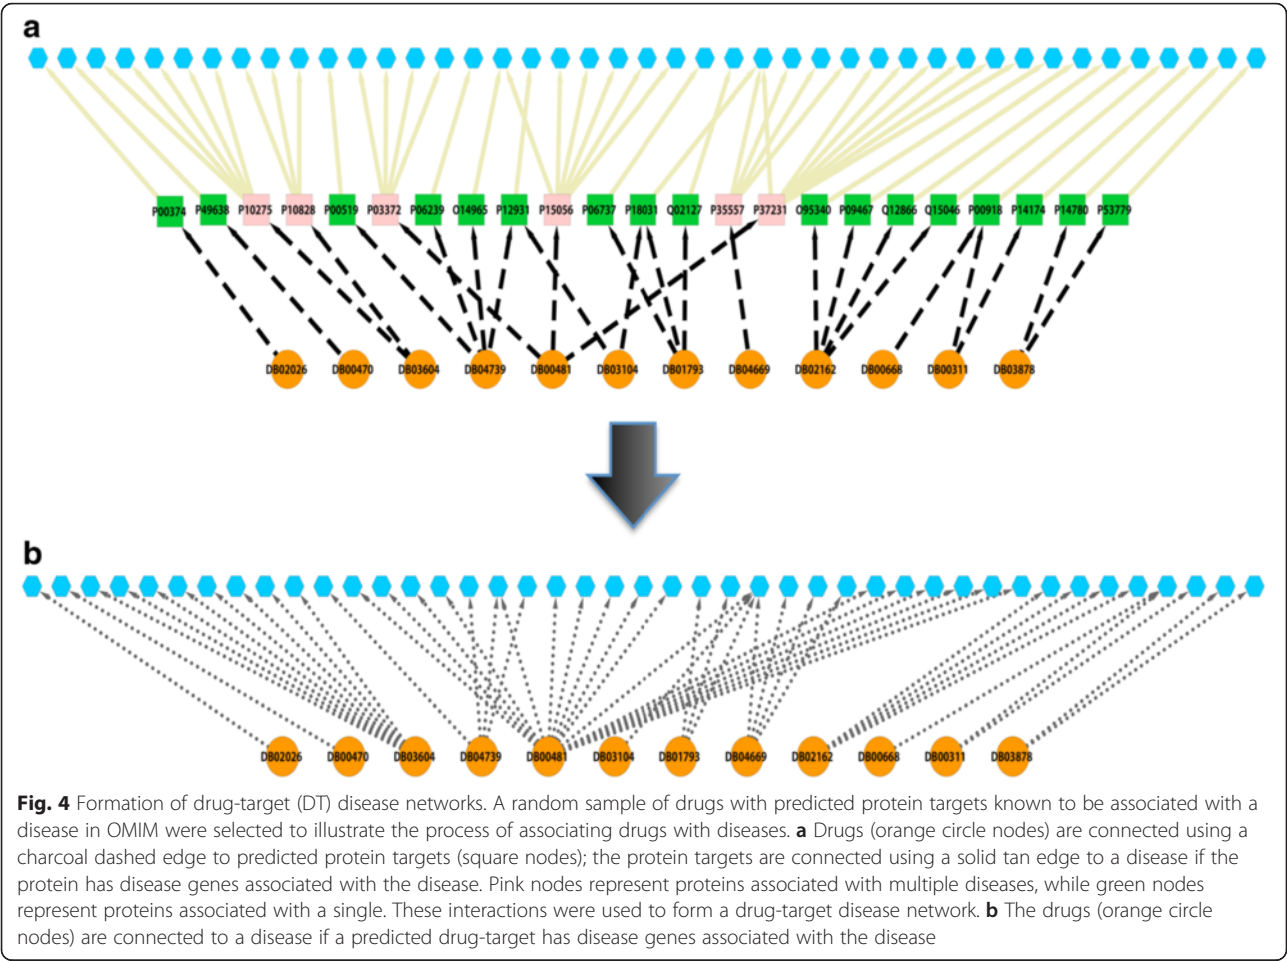 a
P00374 P49638 P10275 P10828 P00519 P03372 P06239 O14965 P12931 P15056 P06737 P18031 Q02127 P35557 P37231 O95340 P09467 Q12866 Q15046 P00918 P14174 P14780 P53779
DB02026 DB00470 DB03604 DB04739 DB00481 DB03104 DB01793 DB04669 DB02162 DB00668 DB00311 DB03878
b
DB02026 DB00470 DB03604 DB04739 DB00481 DB03104 DB01793 DB04669 DB02162 DB00668 DB00311 DB03878
Fig. 4 Formation of drug-target (DT) disease networks. A random sample of drugs with predicted protein targets known to be associated with a
disease in OMIM were selected to illustrate the process of associating drugs with diseases. a Drugs (orange circle nodes) are connected using a
charcoal dashed edge to predicted protein targets (square nodes); the protein targets are connected using a solid tan edge to a disease if the
protein has disease genes associated with the disease. Pink nodes represent proteins associated with multiple diseases, while green nodes
represent proteins associated with a single. These interactions were used to form a drug-target disease network. b The drugs (orange circle
nodes) are connected to a disease if a predicted drug-target has disease genes associated with the disease